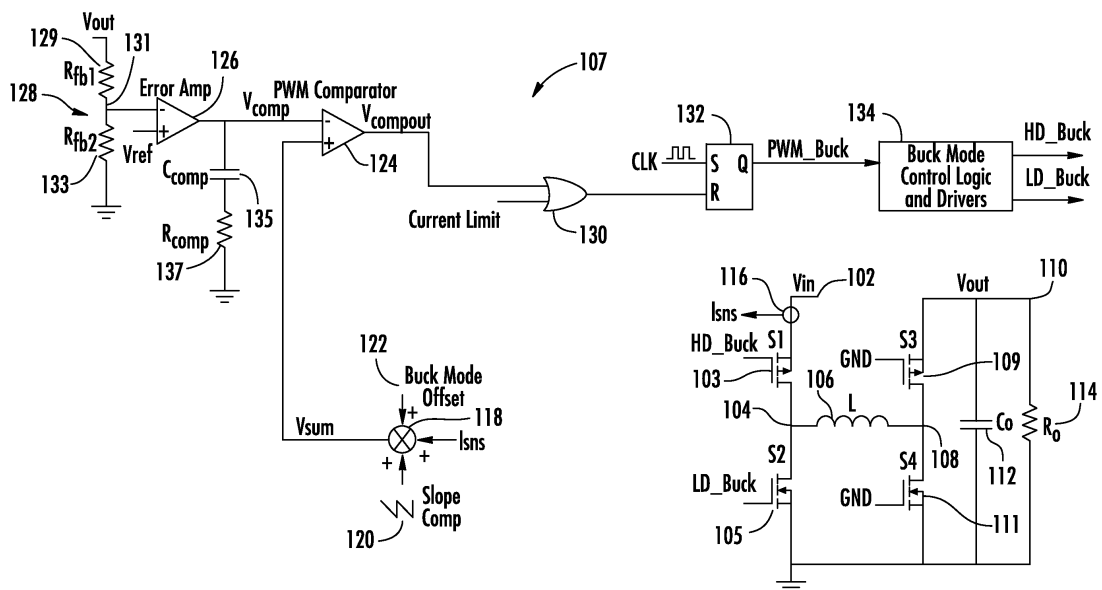 Vout
129
131
Rfb1
128
Error Amp
126
Rfb2
Vref
133
-
+
Vcomp
PWM Comparator
-
+
Vcompout
124
107
Ccomp
135
Rcomp
137
Current Limit
130
CLK
132
S Q
R
PWM_Buck
134
Buck Mode
Control Logic
and Drivers
HD_Buck
LD_Buck
122
Buck Mode
Offset
+
118
Vsum
Isns
+ +
Slope
Comp
120
116
Vin
102
Isns
HD_Buck
S1
103
104
106
L
S2
LD_Buck
105
Vout
110
S3
GND
109
108
S4
GND
111
Co
112
Ro
114